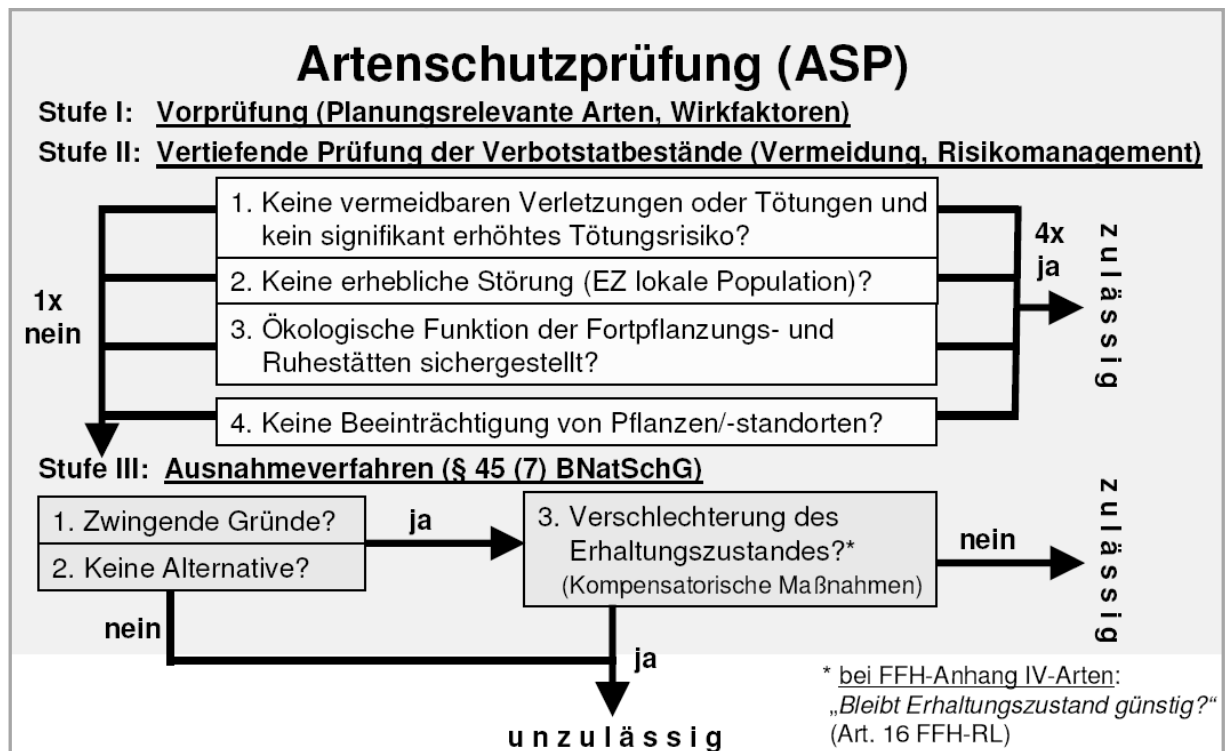 Artenschutzprüfung (ASP)
Stufe I: Vorprüfung (Planungsrelevante Arten, Wirkfaktoren)
Stufe II: Vertiefende Prüfung der Verbotstatbestände (Vermeidung, Risikomanagement)
1. Keine vermeidbaren Verletzungen oder Tötungen und
kein signifikant erhöhtes Tötungsrisiko?
2. Keine erhebliche Störung (EZ lokale Population)?
3. Ökologische Funktion der Fortpflanzungs- und
Ruhestätten sichergestellt?
4. Keine Beeinträchtigung von Pflanzen/-standorten?
1x
nein
4x
ja
zulässig
Stufe III: Ausnahmeverfahren (§ 45 (7) BNatSchG)
1. Zwingende Gründe?
2. Keine Alternative?
ja
3. Verschlechterung des
Erhaltungszustandes?*
(Kompensatorische Maßnahmen)
nein
zulässig
nein
ja
unzulässig
* bei FFH-Anhang IV-Arten:
„Bleibt Erhaltungszustand günstig?“
(Art. 16 FFH-RL)